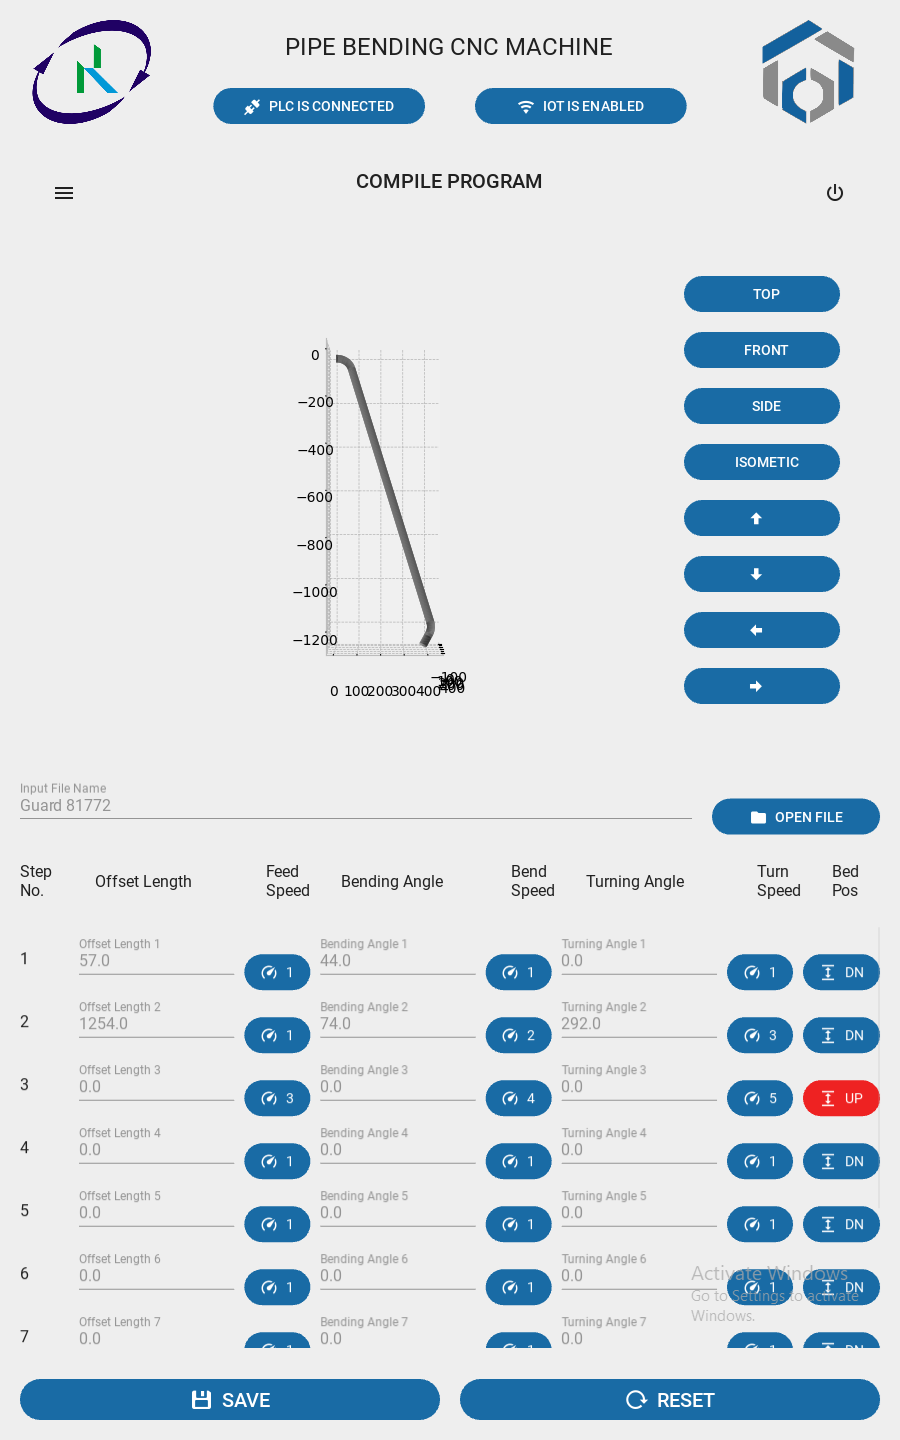 PIPE BENDING CNC MACHINE
PLC IS CONNECTED
IOT IS ENABLED
COMPILE PROGRAM
TOP
FRONT
SIDE
ISOMETIC
0
−200
−400
−600
−800
−1000
−1200
0 100 200 300 400
−100
Input File Name
Guard 81772
OPEN FILE
Step No. Offset Length Feed Speed Bending Angle Bend Speed Turning Angle Turn Speed Bed Pos
Offset Length 1 Bending Angle 1 Turning Angle 1
1 57.0 1 44.0 1 0.0 1 DN
Offset Length 2 Bending Angle 2 Turning Angle 2
2 1254.0 1 74.0 2 292.0 3 DN
Offset Length 3 Bending Angle 3 Turning Angle 3
3 0.0 3 0.0 4 0.0 5 UP
Offset Length 4 Bending Angle 4 Turning Angle 4
4 0.0 1 0.0 1 0.0 1 DN
Offset Length 5 Bending Angle 5 Turning Angle 5
5 0.0 1 0.0 1 0.0 1 DN
Offset Length 6 Bending Angle 6 Turning Angle 6
6 0.0 1 0.0 1 0.0 1 DN
Activate Windows
Go to Settings to activate
Windows.
Offset Length 7 Bending Angle 7 Turning Angle 7
7 0.0 1 0.0 1 0.0 1 DN
SAVE
RESET